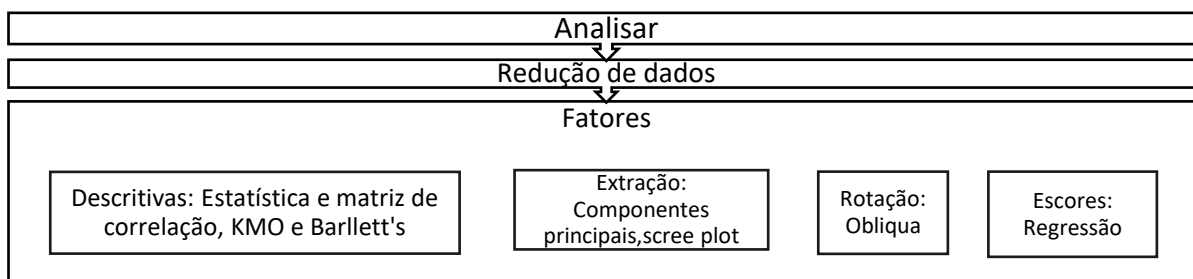 Analisar
Redução de dados
Fatores
Descritivas: Estatística e matriz de
correlação, KMO e Barllett's
Extração:
Componentes
principais,scree plot
Rotação:
Obliqua
Escores:
Regressão